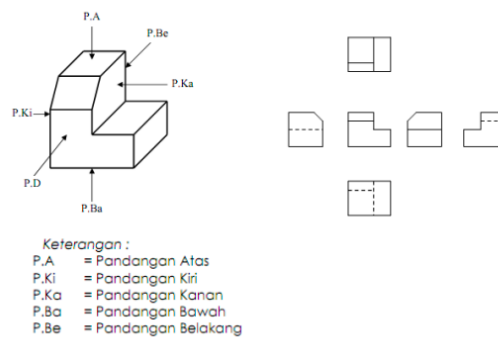 P.A
P.Be
P.Ka
P.Ki
P.D
P.Ba
Keterangan :
P.A = Pandangan Atas
P.Ki = Pandangan Kiri
P.Ka = Pandangan Kanan
P.Ba = Pandangan Bawah
P.Be = Pandangan Belakang